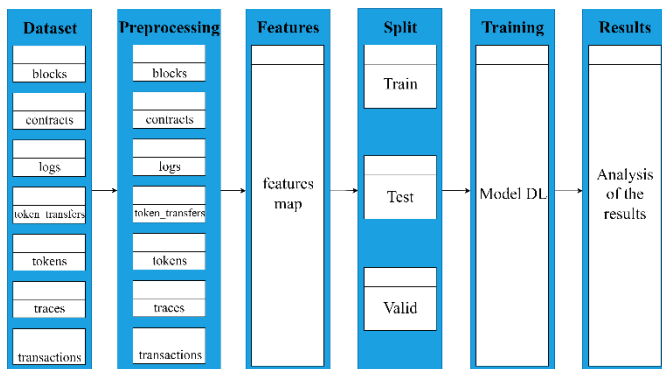 Dataset
blocks
contracts
logs
token_transfers
tokens
traces
transactions
Preprocessing
blocks
contracts
logs
token_transfers
tokens
traces
transactions
Features
features
map
Split
Train
Test
Valid
Training
Model DL
Results
Analysis
of the
results